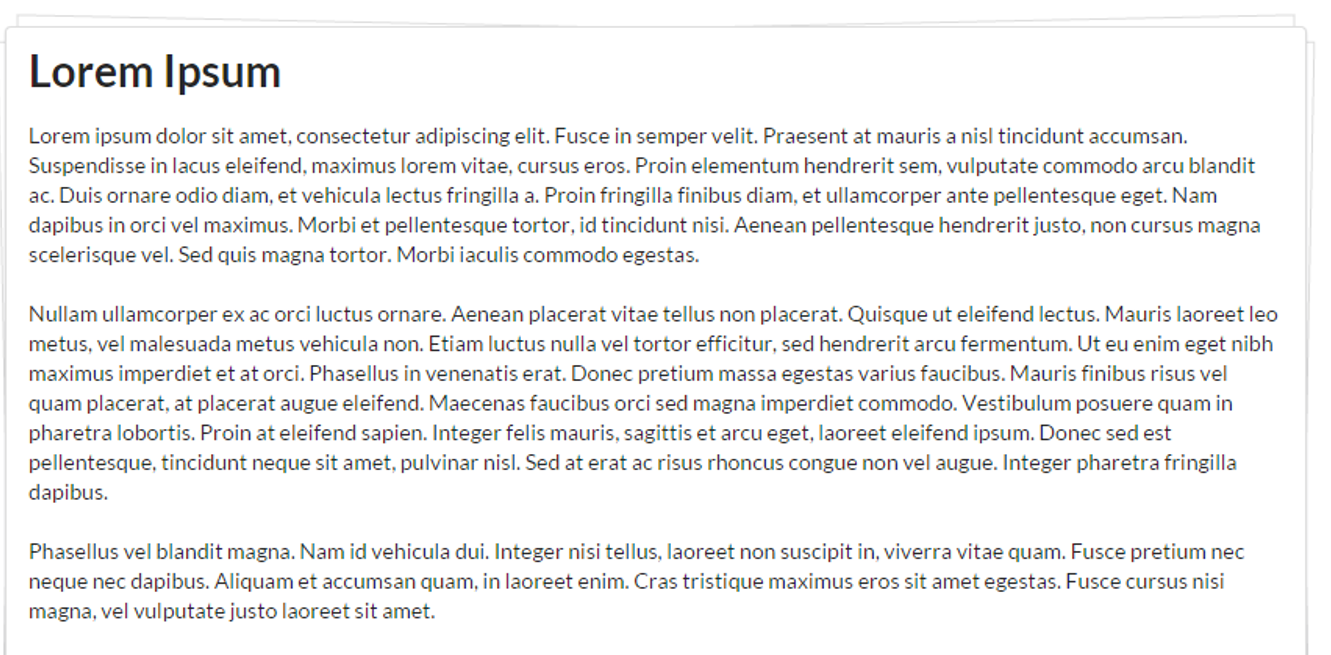 Lorem Ipsum
Lorem ipsum dolor sit amet, consectetur adipiscing elit. Fusce in semper velit. Praesent at mauris a nisl tincidunt accumsan.
Suspendisse in lacus eleifend, maximus lorem vitae, cursus eros. Proin elementum hendrerit sem, vulputate commodo arcu blandit
ac. Duis ornare odio diam, et vehicula lectus fringilla a. Proin fringilla finibus diam, et ullamcorper ante pellentesque eget. Nam
dapibus in orci vel maximus. Morbi et pellentesque tortor, id tincidunt nisi. Aenean pellentesque hendrerit justo, non cursus magna
scelerisque vel. Sed quis magna tortor. Morbi iaculis commodo egestas.
Nullam ullamcorper ex ac orci luctus ornare. Aenean placerat vitae tellus non placerat. Quisque ut eleifend lectus. Mauris laoreet leo
metus, vel malesuada metus vehicula non. Etiam luctus nulla vel tortor efficitur, sed hendrerit arcu fermentum. Ut eu enim eget nibh
maximus imperdiet et at orci. Phasellus in venenatis erat. Donec pretium massa egestas varius faucibus. Mauris finibus risus vel
quam placerat, at placerat augue eleifend. Maecenas faucibus orci sed magna imperdiet commodo. Vestibulum posuere quam in
pharetra lobortis. Proin at eleifend sapien. Integer felis mauris, sagittis et arcu eget, laoreet eleifend ipsum. Donec sed est
pellentesque, tincidunt neque sit amet, pulvinar nisl. Sed at erat ac risus rhoncus congue non vel augue. Integer pharetra fringilla
dapibus.
Phasellus vel blandit magna. Nam id vehicula dui. Integer nisi tellus, laoreet non suscipit in, viverra vitae quam. Fusce pretium nec
neque nec dapibus. Aliquam et accumsan quam, in laoreet enim. Cras tristique maximus eros sit amet egestas. Fusce cursus nisi
magna, vel vulputate justo laoreet sit amet.